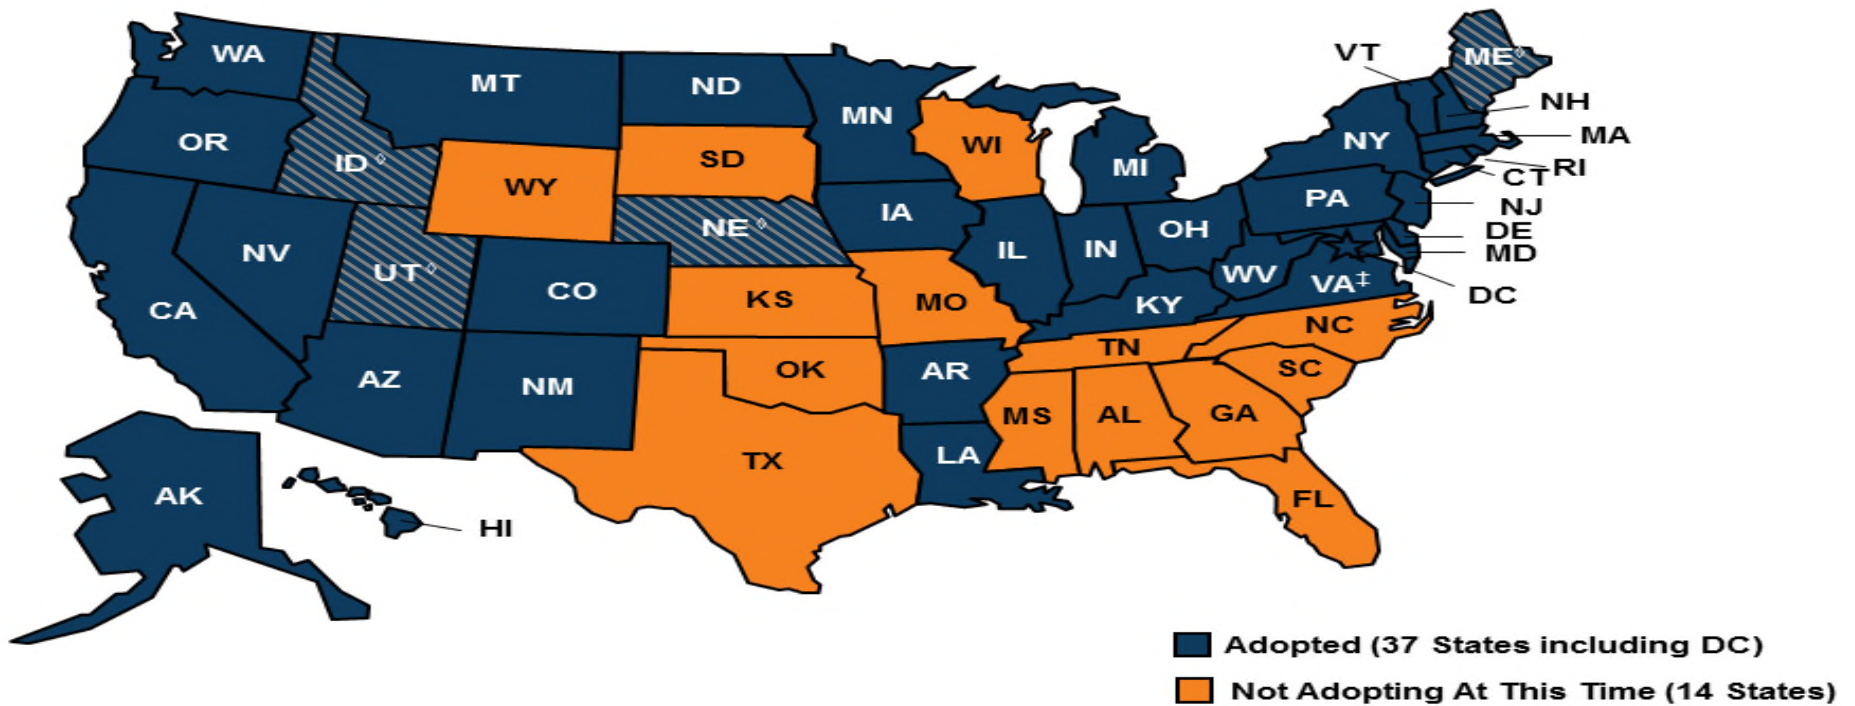 WA
MT
ND
MN
OR
ID◊
WY
SD
WI
MI
VT
ME◊
NH
NY
MA
RI
CT
NJ
PA
DE
MD
DC
NV
UT◊
CO
NE◊
IA
IL
IN
OH
WV
VA‡
KY
CA
KS
MO
TN
NC
SC
AZ
NM
OK
AR
MS
AL
GA
TX
LA
FL
AK
HI
Adopted (37 States including DC)
Not Adopting At This Time (14 States)